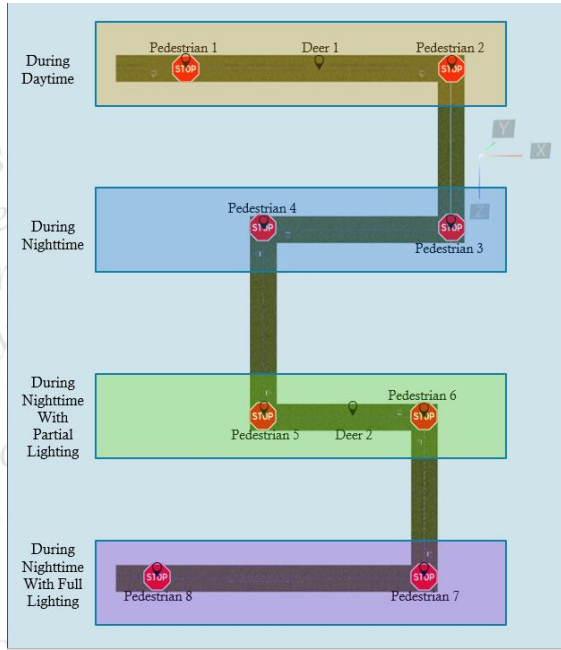 During
Daytime
Pedestrian 1
Deer 1
Pedestrian 2
STOP
STOP
Y
X
Z
During
Nighttime
Pedestrian 4
STOP
STOP
Pedestrian 3
During
Nighttime
With
Partial
Lighting
Pedestrian 6
STOP
STOP
Pedestrian 5
Deer 2
During
Nighttime
With Full
Lighting
STOP
STOP
Pedestrian 8
Pedestrian 7